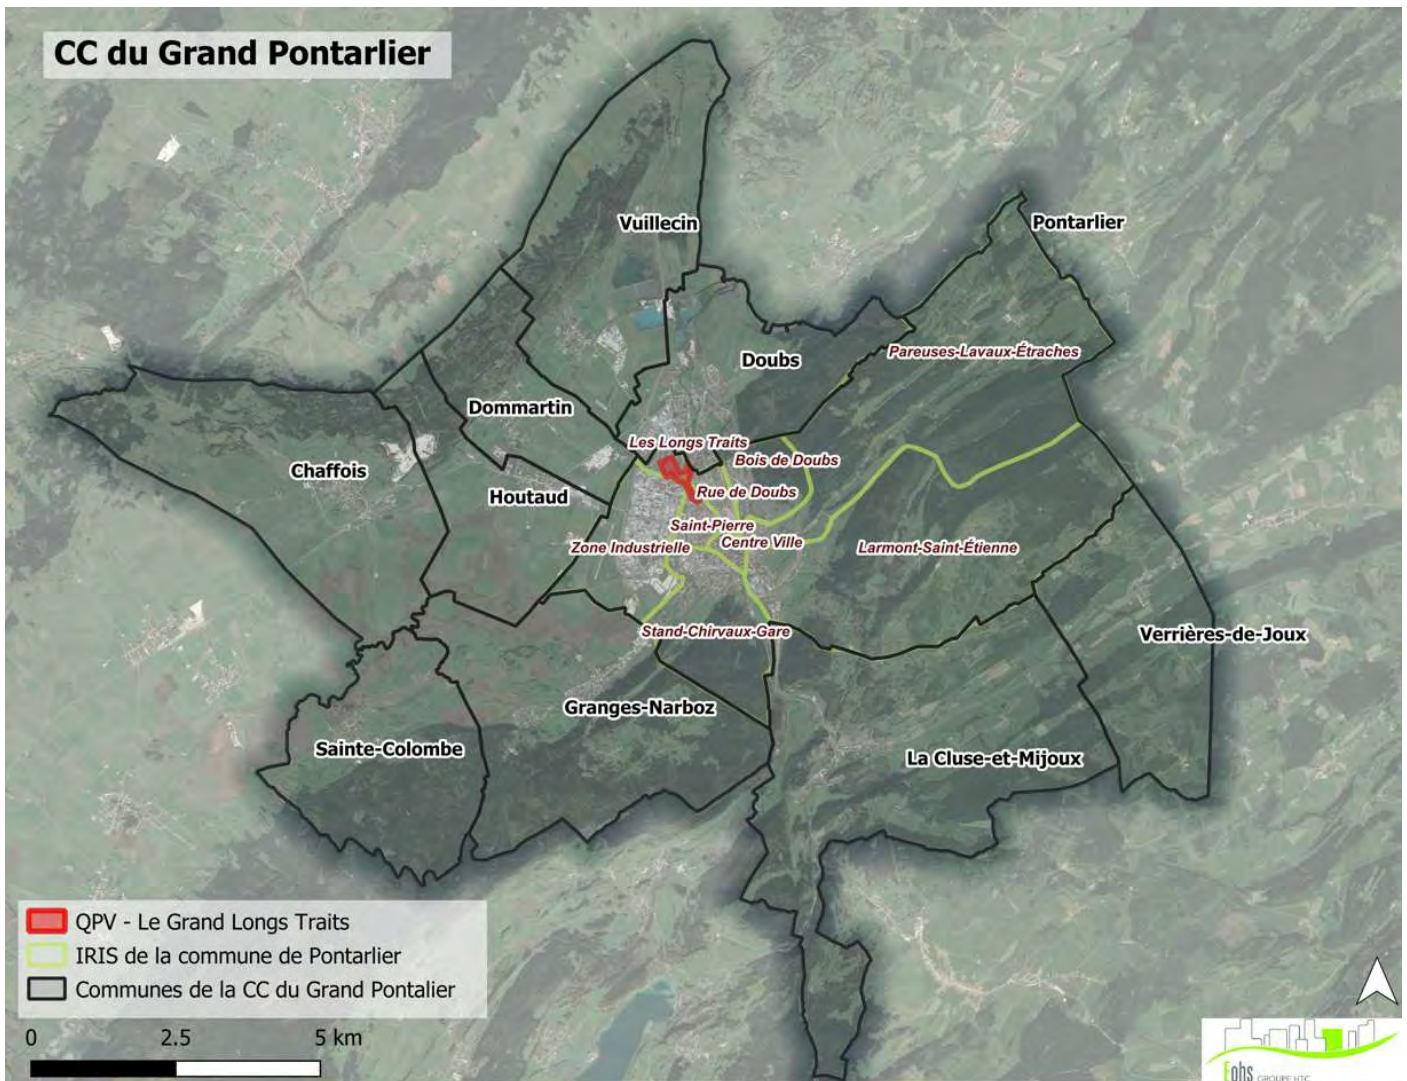 CC du Grand Pontarlier
Vuillecin
Pontarlier
Doubs
Pareuses-Lavaux-Étraches
Dommartin
Les Longs Traits
Bois de Doubs
Chaffois
Houtaud
Rue de Doubs
Saint-Pierre
Centre Ville
Zone Industrielle
Larmont-Saint-Étienne
Stand-Chirvaux-Gare
Verrières-de-Joux
Granges-Narboz
Sainte-Colombe
La Cluse-et-Mijoux
QPV - Le Grand Longs Traits
IRIS de la commune de Pontarlier
Communes de la CC du Grand Pontalier
0 2.5 5 km
Eohs GROUPE NTC